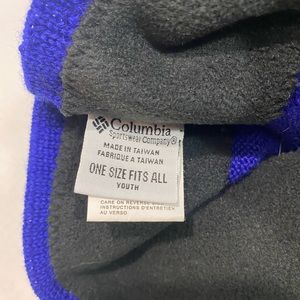 Columbia
Sportswear Company®
MADE IN TAIWAN
FABRIQUE A TAIWAN
ONE SIZE FITS ALL
YOUTH
CARE ON REVERSE SIDE
INSTRUCTIONS D'ENTRETIEN
AU VERSO